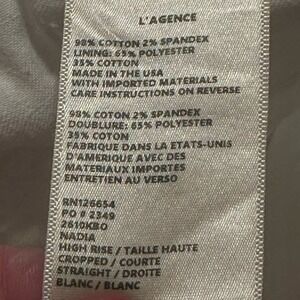 L'AGENCE
98% COTTON 2% SPANDEX
LINING: 65% POLYESTER
35% COTTON
MADE IN THE USA
WITH IMPORTED MATERIALS
CARE INSTRUCTIONS ON REVERSE
98% COTON 2% SPANDEX
DOUBLURE: 65% POLYESTER
35% COTON
FABRIQUE DANS LA ETATS-UNIS
D'AMERIQUE AVEC DES
MATERIAUX IMPORTES
ENTRETIEN AU VERSO
RN126654
PO # 2349
2610KBO
NADIA
HIGH RISE / TAILLE HAUTE
CROPPED / COURTE
STRAIGHT / DROITE
BLANC / BLANC